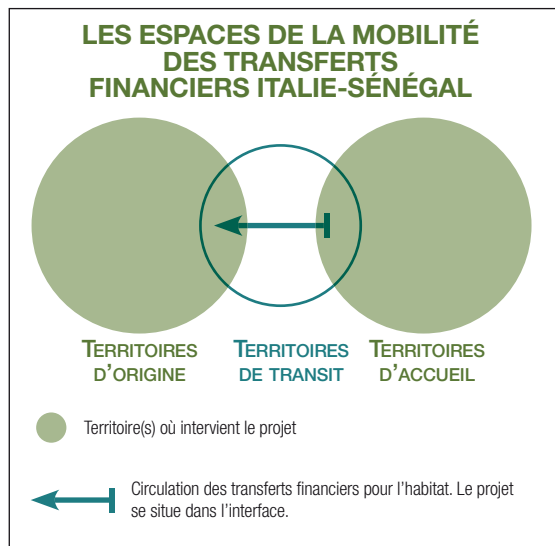 LES ESPACES DE LA MOBILITÉ
DES TRANSFERTS
FINANCIERS ITALIE-SÉNÉGAL
TERRITOIRES
D'ORIGINE
TERRITOIRES
DE TRANSIT
TERRITOIRES
D'ACCUEIL
Territoire(s) où intervient le projet
Circulation des transferts financiers pour l'habitat. Le projet
se situe dans l'interface.